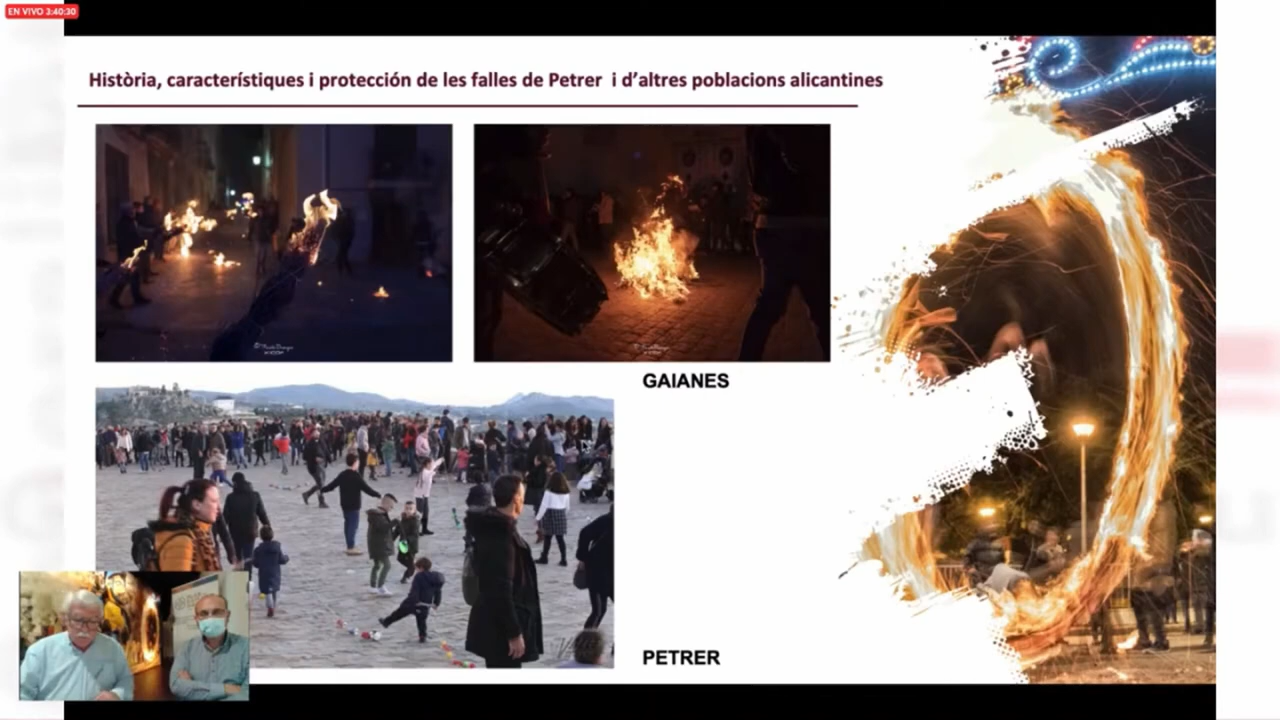 EN VIVO 3:40:30
Història, característiques i protección de les falles de Petrer i d'altres poblacions alicantines
GAIANES
PETRER